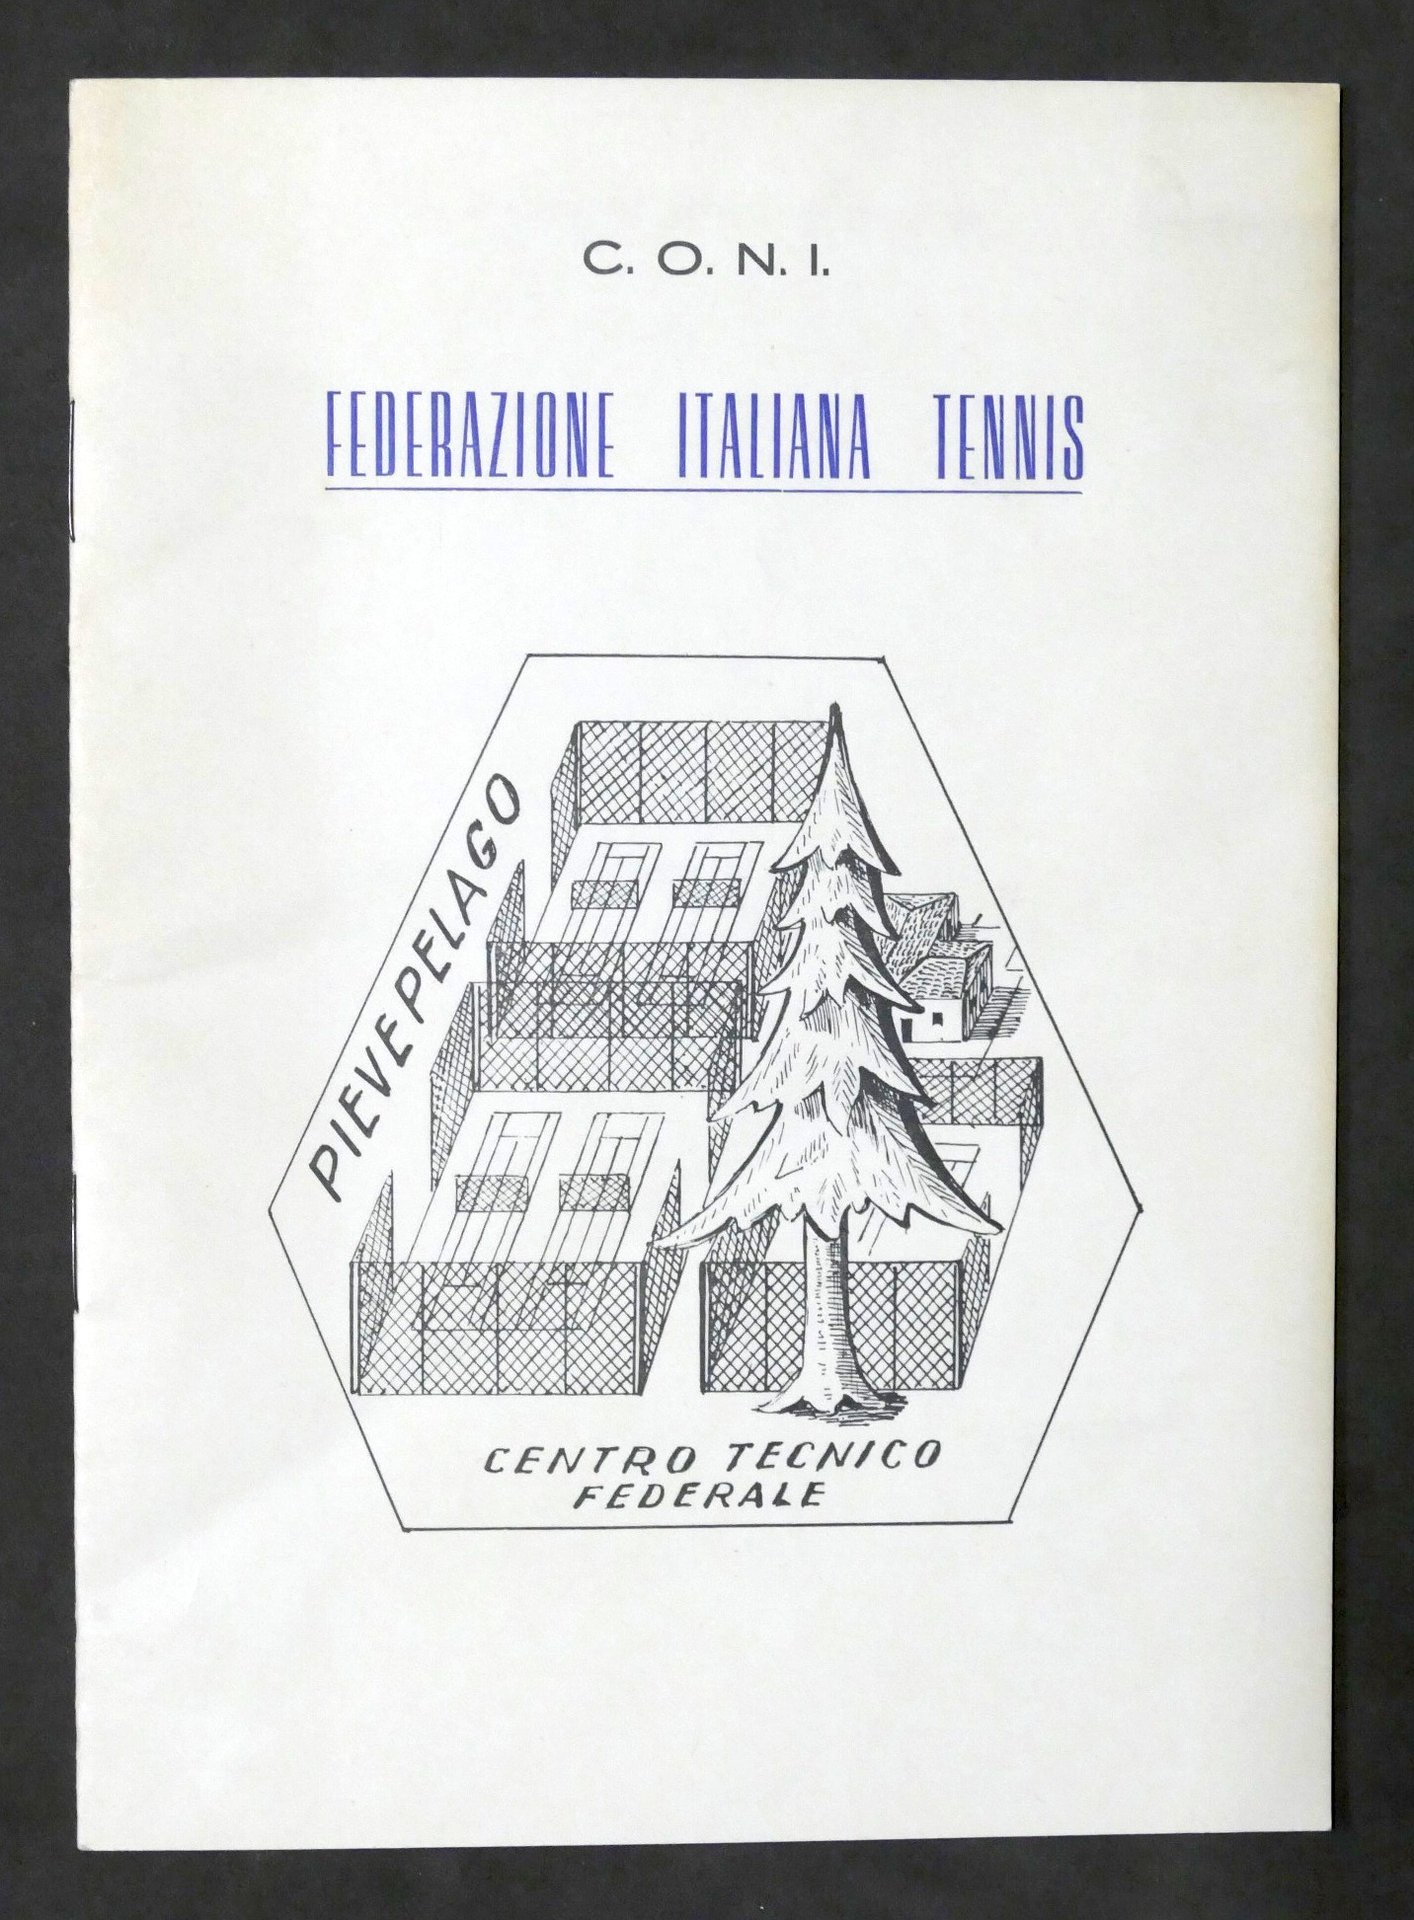 C. O. N. I.
FEDERAZIONE ITALIANA TENNIS
PIEVEPELAGO
CENTRO TECNICO
FEDERALE